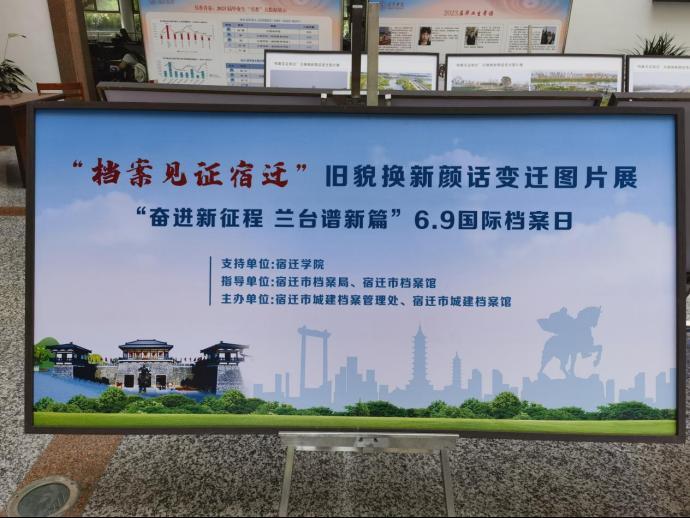 “档案见证宿迁”旧貌换新颜话变迁图片展
“奋进新征程 兰台谱新篇”6.9国际档案日
支持单位:宿迁学院
指导单位:宿迁市档案局、宿迁市档案馆
主办单位:宿迁市城建档案管理处、宿迁市城建档案馆